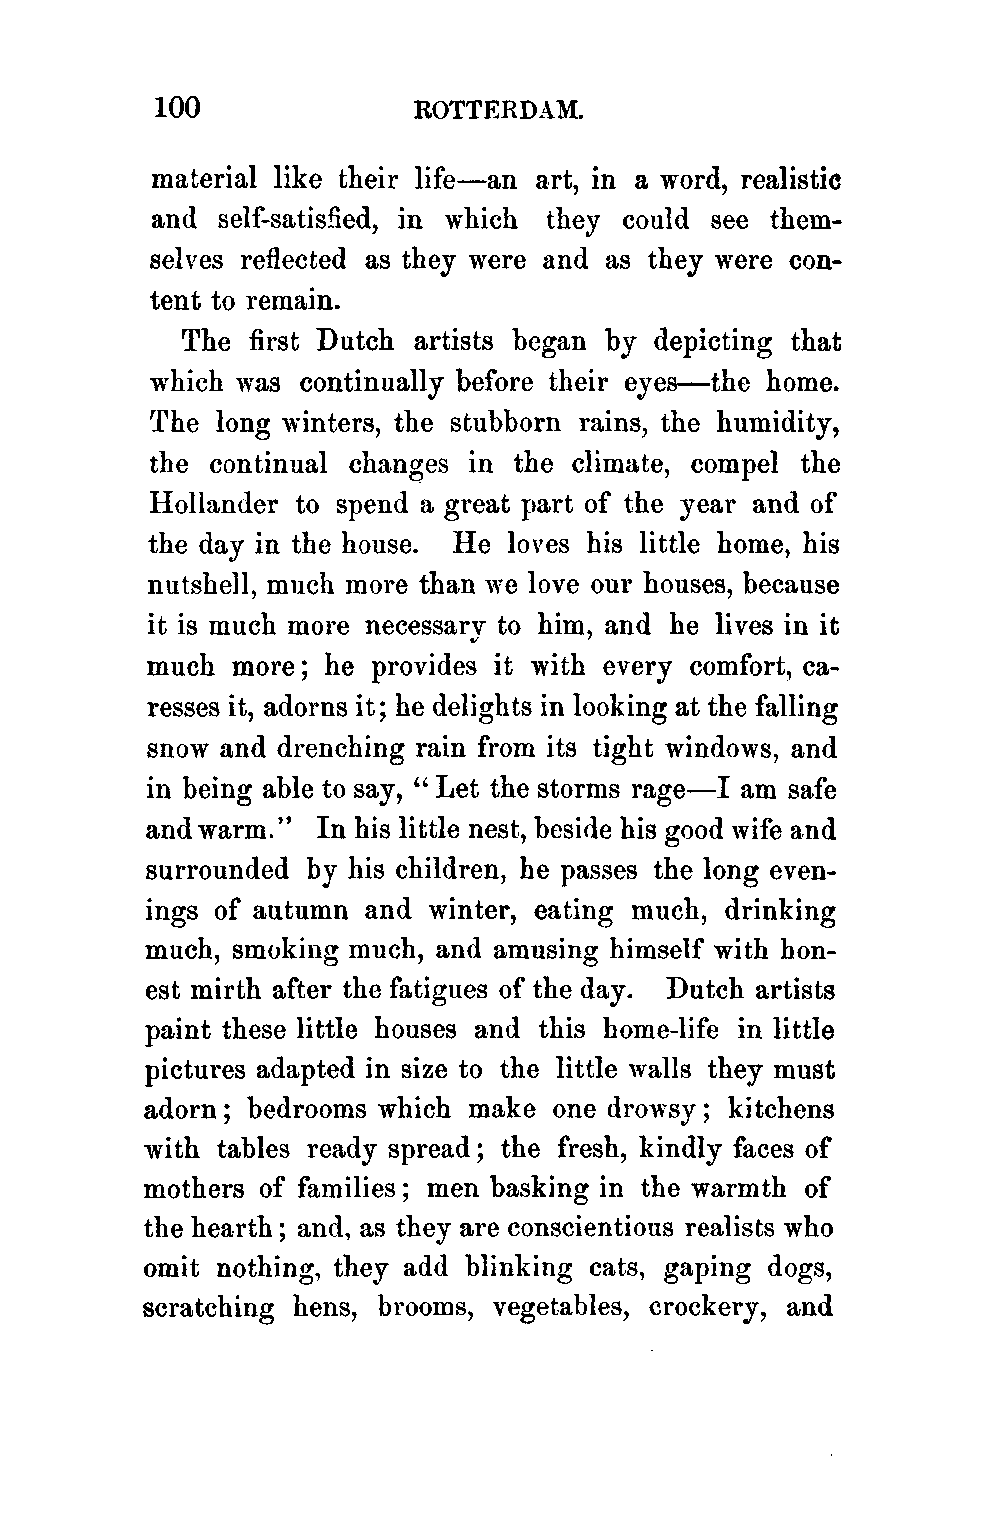 100 ROTTERDAM.
material like their life—an art, in a word, realistic
and self-satisfied, in which they could see them-
selves reflected as they were and as they were con-
tent to remain.
The first Dutch artists began by depicting that
which was continually before their eyes—the home.
The long winters, the stubborn rains, the humidity,
the continual changes in the climate, compel the
Hollander to spend a great part of the year and of
the day in the house. He loves his little home, his
nutshell, much more than we love our houses, because
it is much more necessary to him, and he lives in it
much more; he provides it with every comfort, ca-
resses it, adorns it; he delights in looking at the falling
snow and drenching rain from its tight windows, and
in being able to say, “Let the storms rage—I am safe
and warm.” In his little nest, beside his good wife and
surrounded by his children, he passes the long even-
ings of autumn and winter, eating much, drinking
much, smoking much, and amusing himself with hon-
est mirth after the fatigues of the day. Dutch artists
paint these little houses and this home-life in little
pictures adapted in size to the little walls they must
adorn; bedrooms which make one drowsy; kitchens
with tables ready spread; the fresh, kindly faces of
mothers of families; men basking in the warmth of
the hearth; and, as they are conscientious realists who
omit nothing, they add blinking cats, gaping dogs,
scratching hens, brooms, vegetables, crockery, and